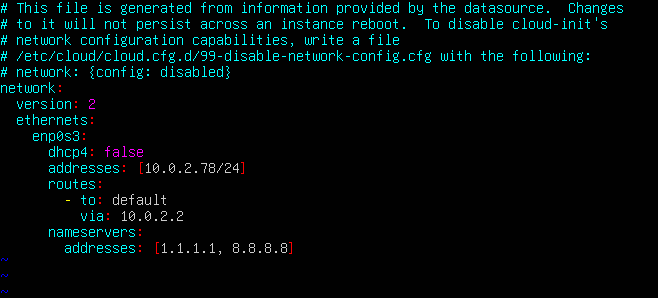 # This file is generated from information provided by the datasource.  Changes
# to it will not persist across an instance reboot.  To disable cloud-init's
# network configuration capabilities, write a file
# /etc/cloud/cloud.cfg.d/99-disable-network-config.cfg with the following:
# network: {config: disabled}
network:
  version: 2
  ethernets:
    enp0s3:
      dhcp4: false
      addresses: [10.0.2.78/24]
      routes:
        - to: default
          via: 10.0.2.2
      nameservers:
        addresses: [1.1.1.1, 8.8.8.8]
~
~
~